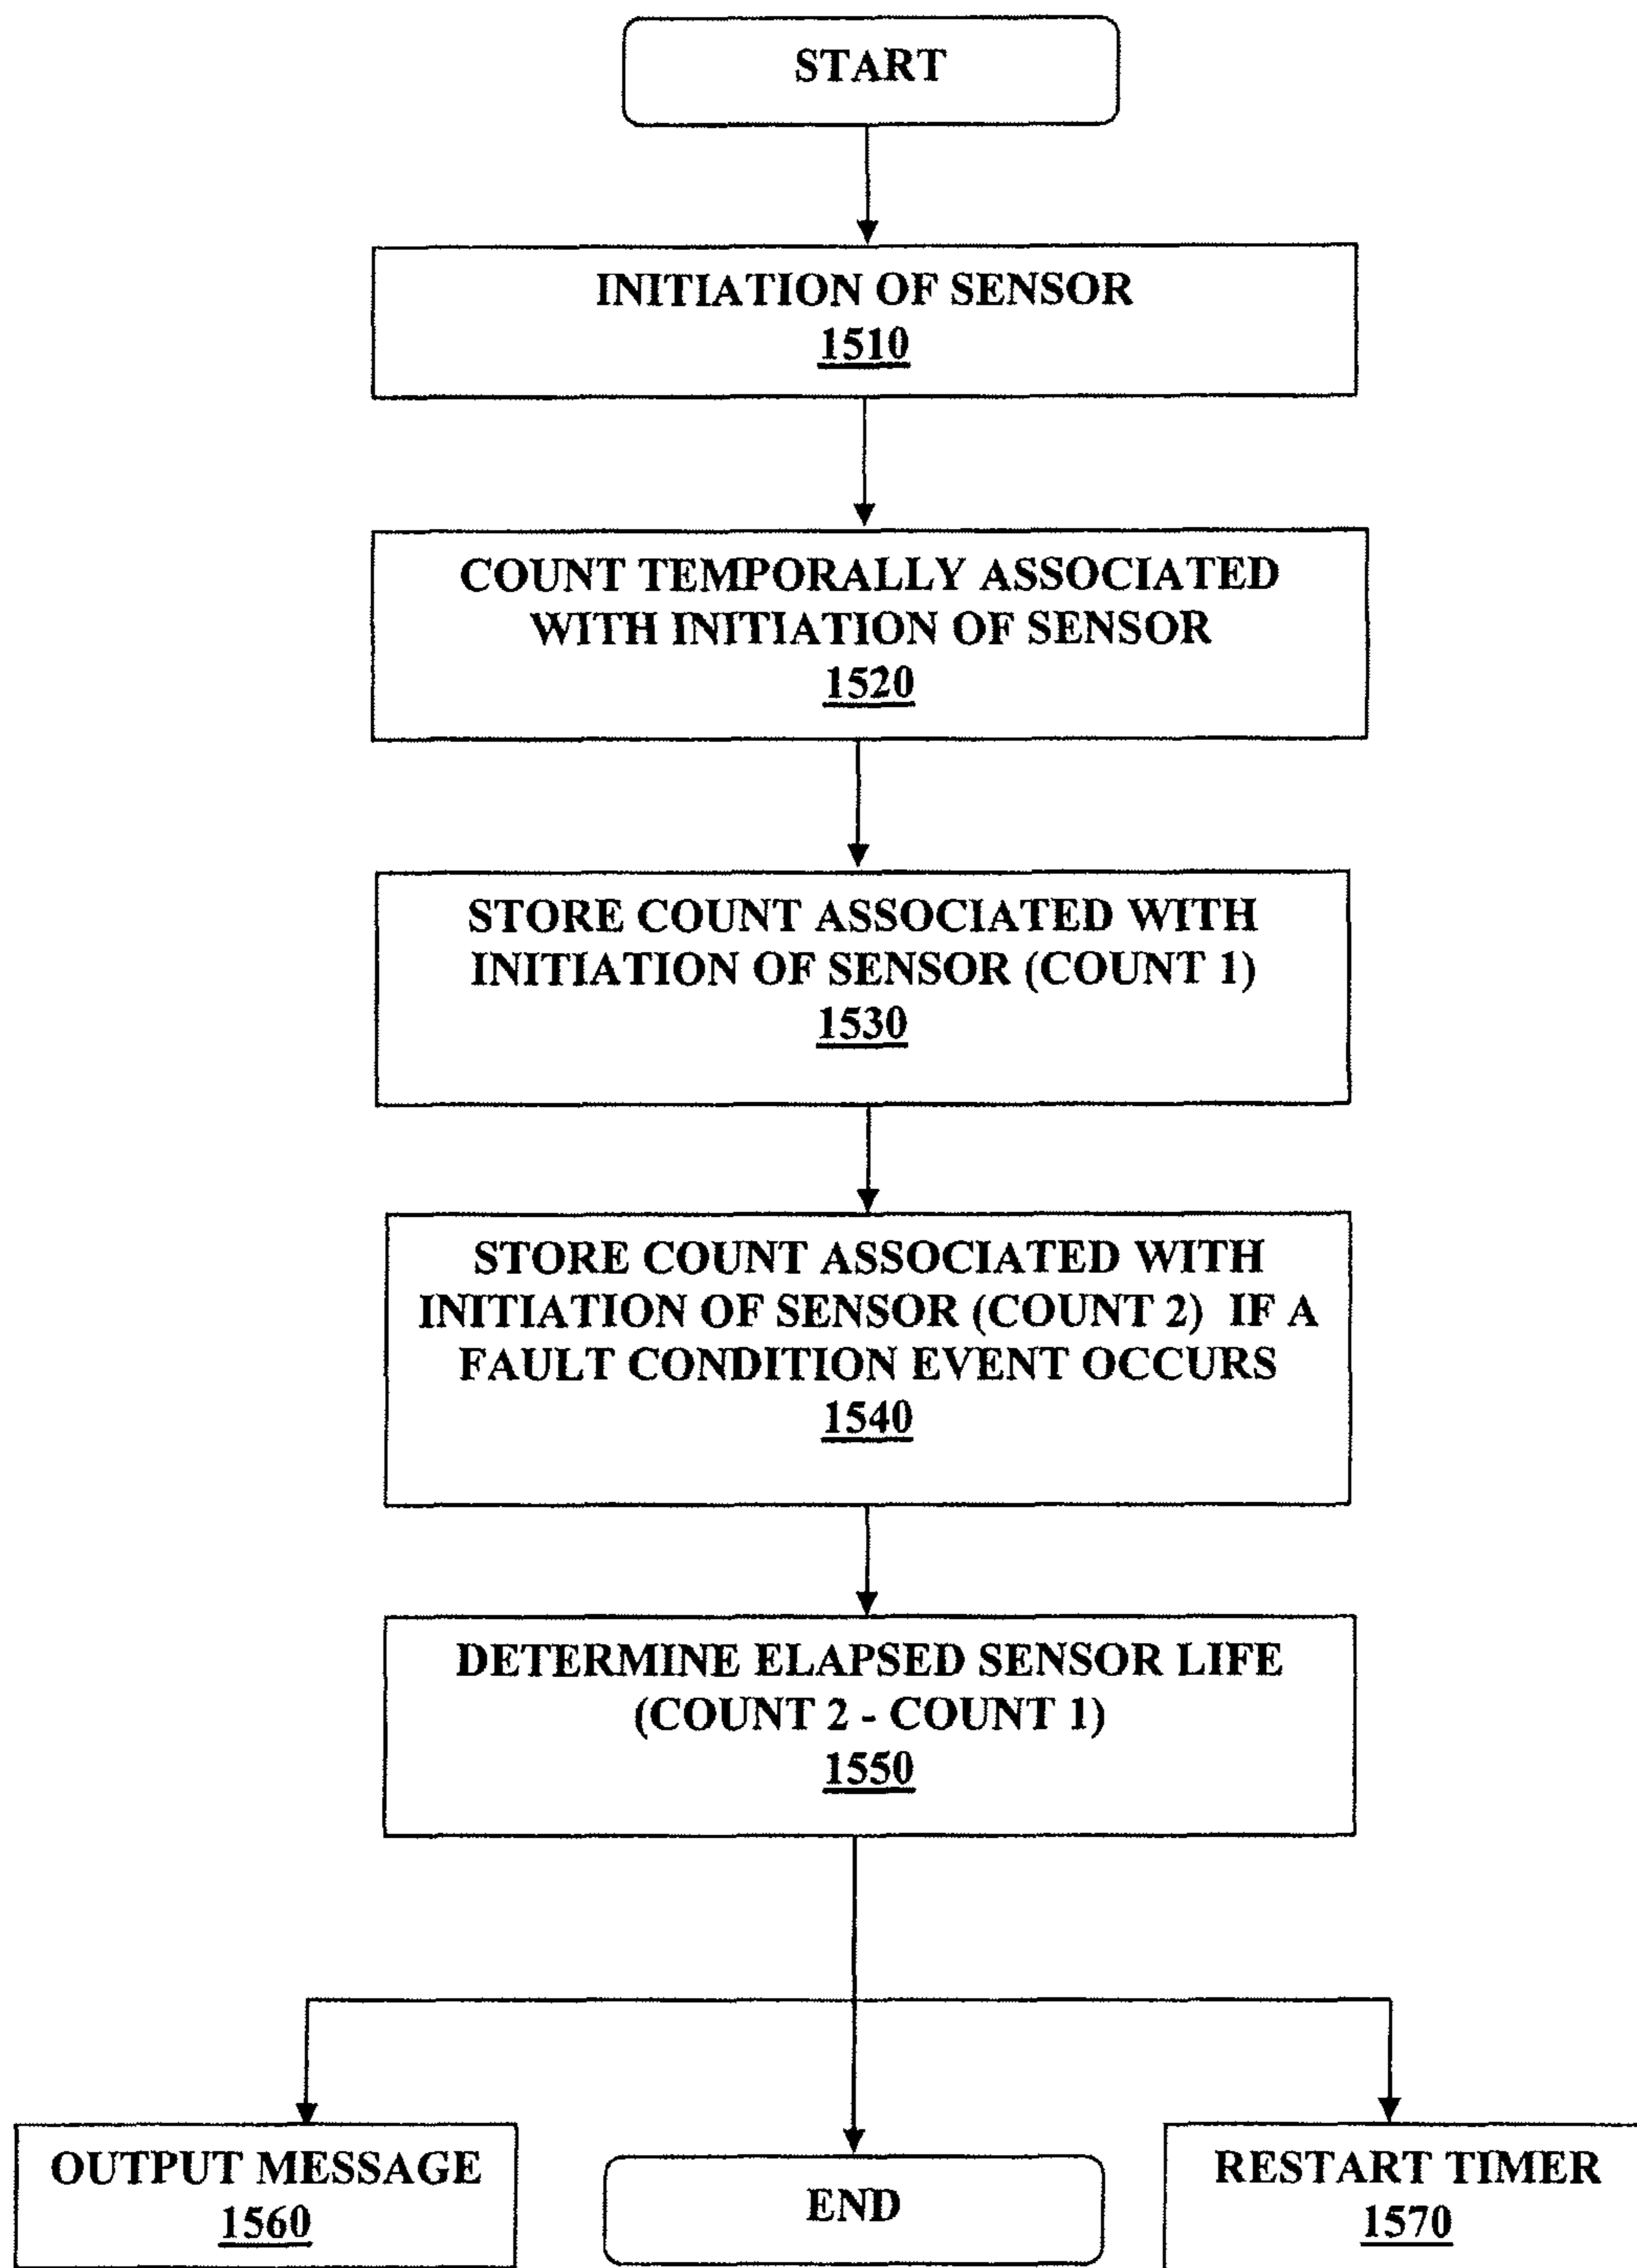 START
INITIATION OF SENSOR
1510
COUNT TEMPORALLY ASSOCIATED
WITH INITIATION OF SENSOR
1520
STORE COUNT ASSOCIATED WITH
INITIATION OF SENSOR (COUNT 1)
1530
STORE COUNT ASSOCIATED WITH
INITIATION OF SENSOR (COUNT 2) IF A
FAULT CONDITION EVENT OCCURS
1540
DETERMINE ELAPSED SENSOR LIFE
(COUNT 2 - COUNT 1)
1550
OUTPUT MESSAGE
1560
END
RESTART TIMER
1570